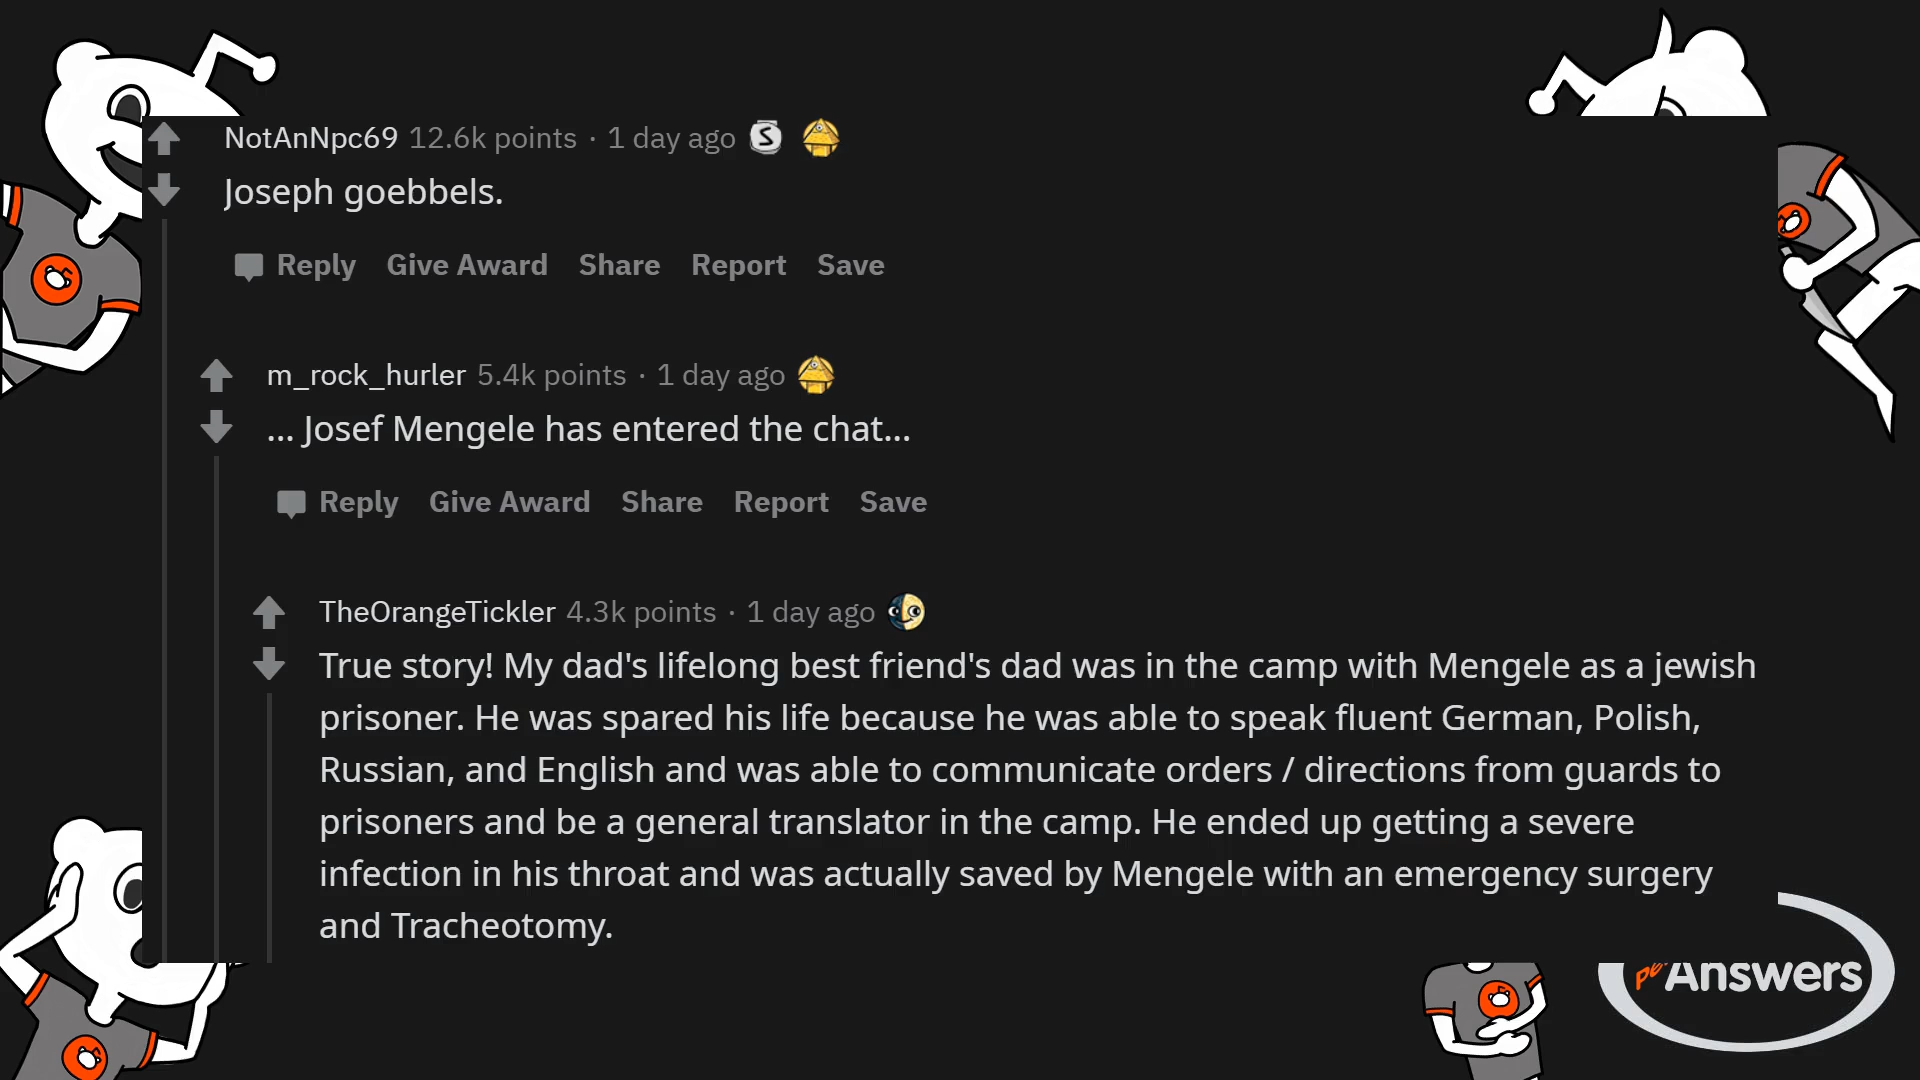 NotAnNpc69 12.6k points · 1 day ago
Joseph goebbels.
Reply Give Award Share Report Save
m_rock_hurler 5.4k points · 1 day ago
... Josef Mengele has entered the chat...
Reply Give Award Share Report Save
TheOrangeTickler 4.3k points · 1 day ago
True story! My dad's lifelong best friend's dad was in the camp with Mengele as a jewish
prisoner. He was spared his life because he was able to speak fluent German, Polish,
Russian, and English and was able to communicate orders / directions from guards to
prisoners and be a general translator in the camp. He ended up getting a severe
infection in his throat and was actually saved by Mengele with an emergency surgery
and Tracheotomy.
Answers